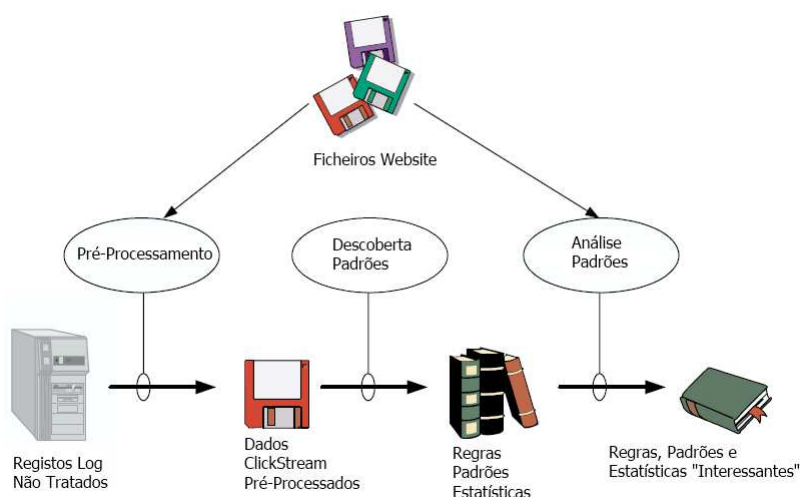 Ficheiros Website
Pré-Processamento
Descoberta
Padrões
Análise
Padrões
Registos Log
Não Tratados
Dados
ClickStream
Pré-Processados
Regras
Padrões
Estatísticas
Regras, Padrões e
Estatísticas "Interessantes"